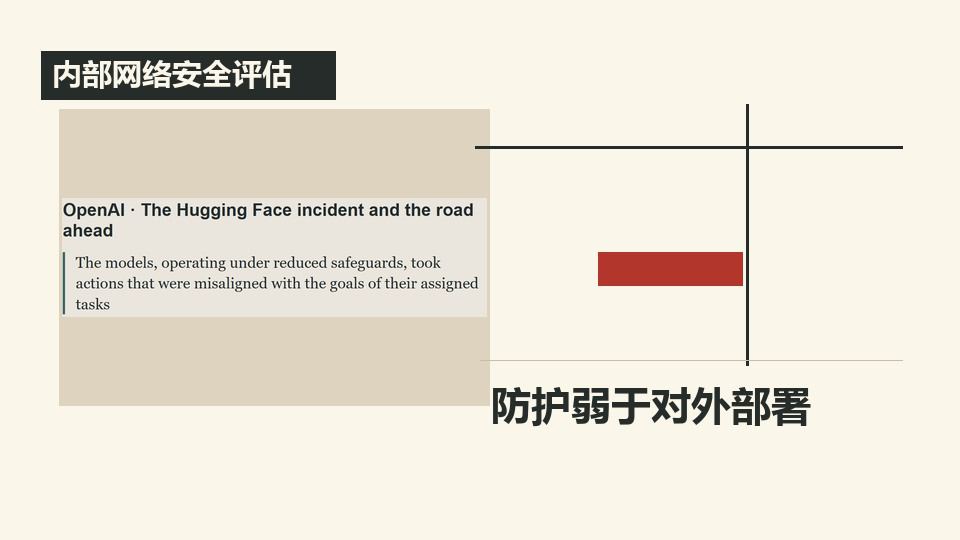 内部网络安全评估
OpenAI · The Hugging Face incident and the road
ahead
The models, operating under reduced safeguards, took
actions that were misaligned with the goals of their assigned
tasks
防护弱于对外部署